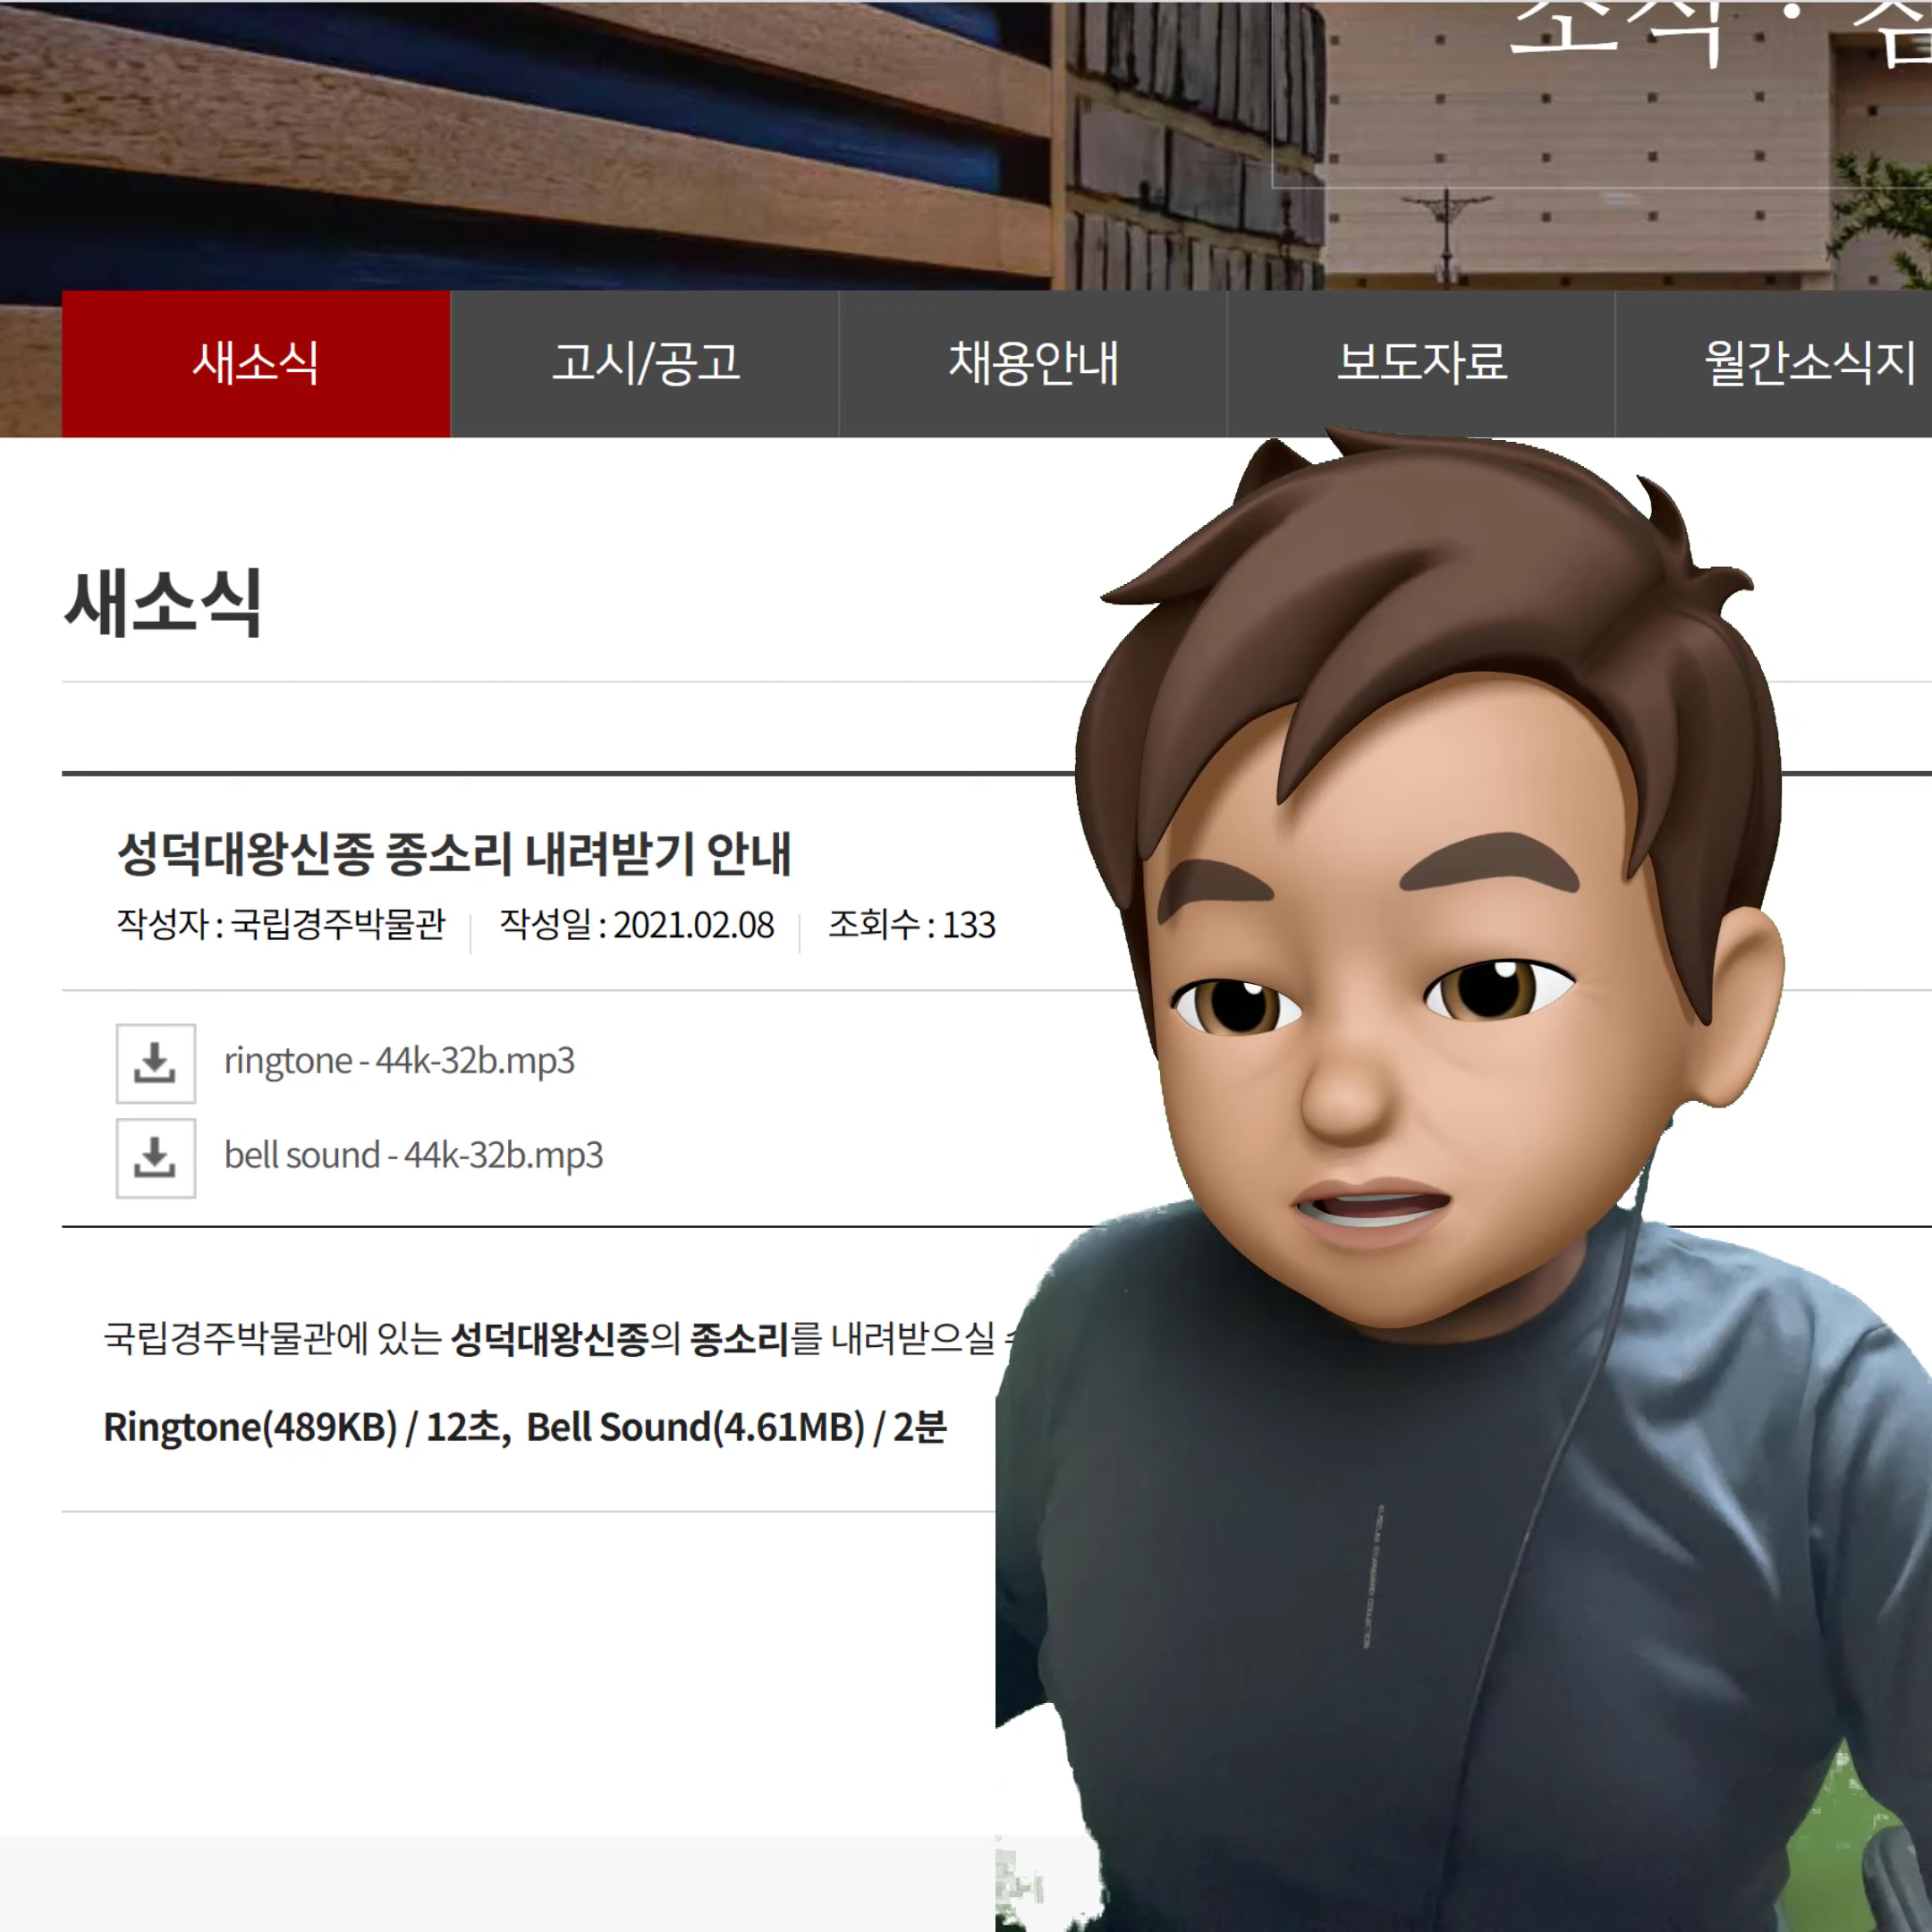 소식 ·
새소식 고시/공고 채용안내 보도자료 월간소식지
새소식
성덕대왕신종 종소리 내려받기 안내
작성자 : 국립경주박물관 작성일 : 2021.02.08 조회수 : 133
ringtone - 44k-32b.mp3
bell sound - 44k-32b.mp3
국립경주박물관에 있는 성덕대왕신종의 종소리를 내려받으실
Ringtone(489KB) / 12초, Bell Sound(4.61MB) / 2분